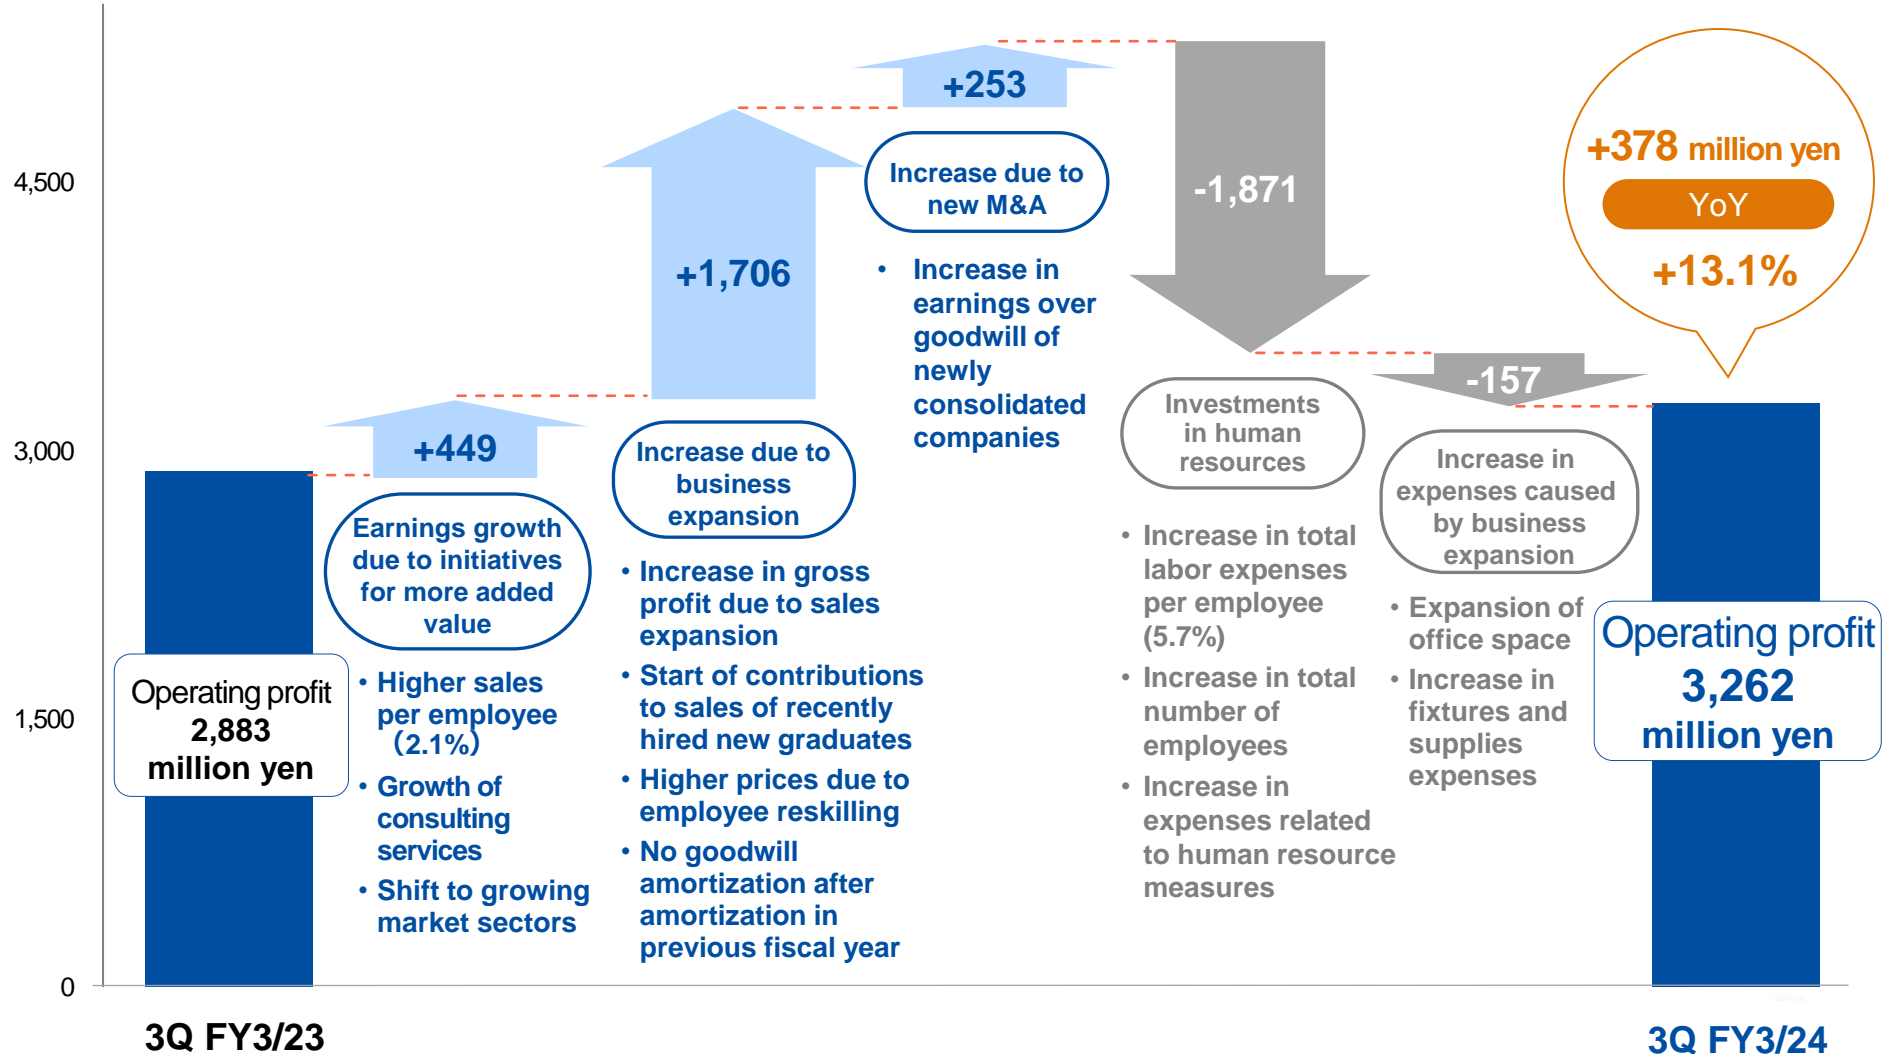 4,500
3,000
1,500
0
Operating profit
2,883
million yen
3Q FY3/23
+449
Earnings growth
due to initiatives
for more added
value
• Higher sales
per employee
（2.1%）
• Growth of
consulting
services
• Shift to growing
market sectors
+1,706
Increase due to
business
expansion
• Increase in gross
profit due to sales
expansion
• Start of contributions
to sales of recently
hired new graduates
• Higher prices due to
employee reskilling
• No goodwill
amortization after
amortization in
previous fiscal year
+253
Increase due to
new M&A
• Increase in
earnings over
goodwill of
newly
consolidated
companies
-1,871
Investments
in human
resources
• Increase in total
labor expenses
per employee
(5.7%)
• Increase in total
number of
employees
• Increase in
expenses related
to human resource
measures
-157
Increase in
expenses caused
by business
expansion
• Expansion of
office space
• Increase in
fixtures and
supplies
expenses
+378 million yen
YoY
+13.1%
Operating profit
3,262
million yen
3Q FY3/24